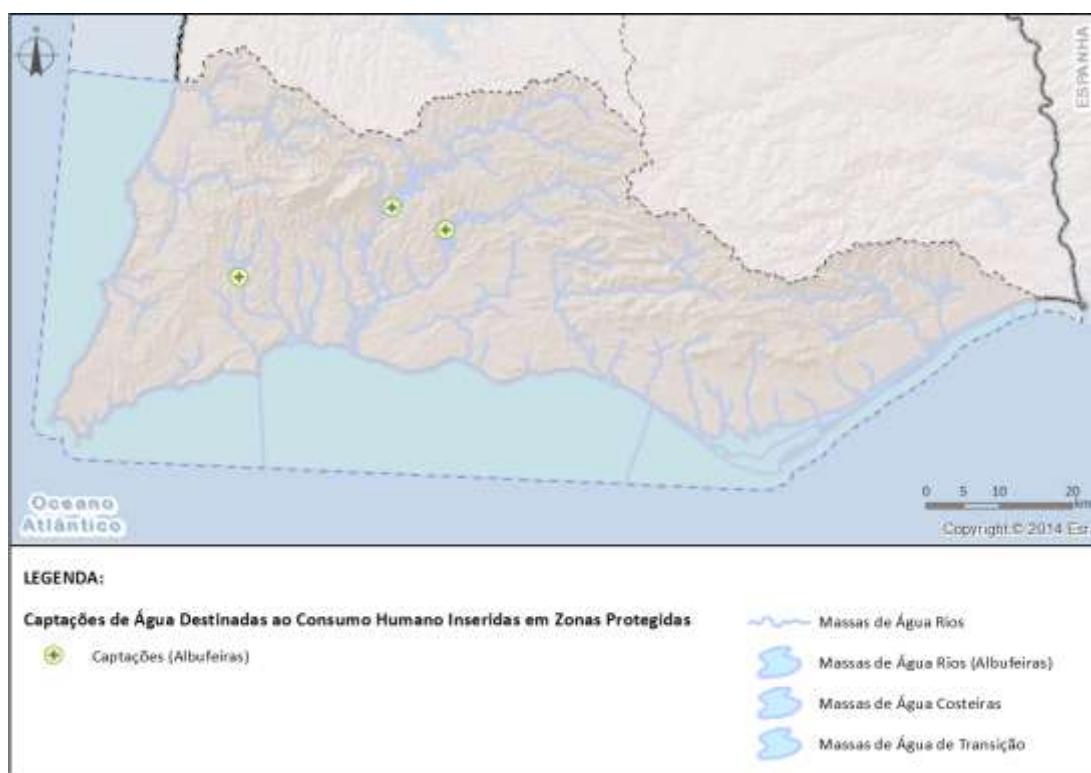 ESPANHA
Oceano
Atlântico
0 5 10 20
km
Copyright:© 2014 Esr
LEGENDA:
Captações de Água Destinadas ao Consumo Humano Inseridas em Zonas Protegidas
Captações (Albufeiras)
Massas de Água Rios
Massas de Água Rios (Albufeiras)
Massas de Água Costeiras
Massas de Água de Transição